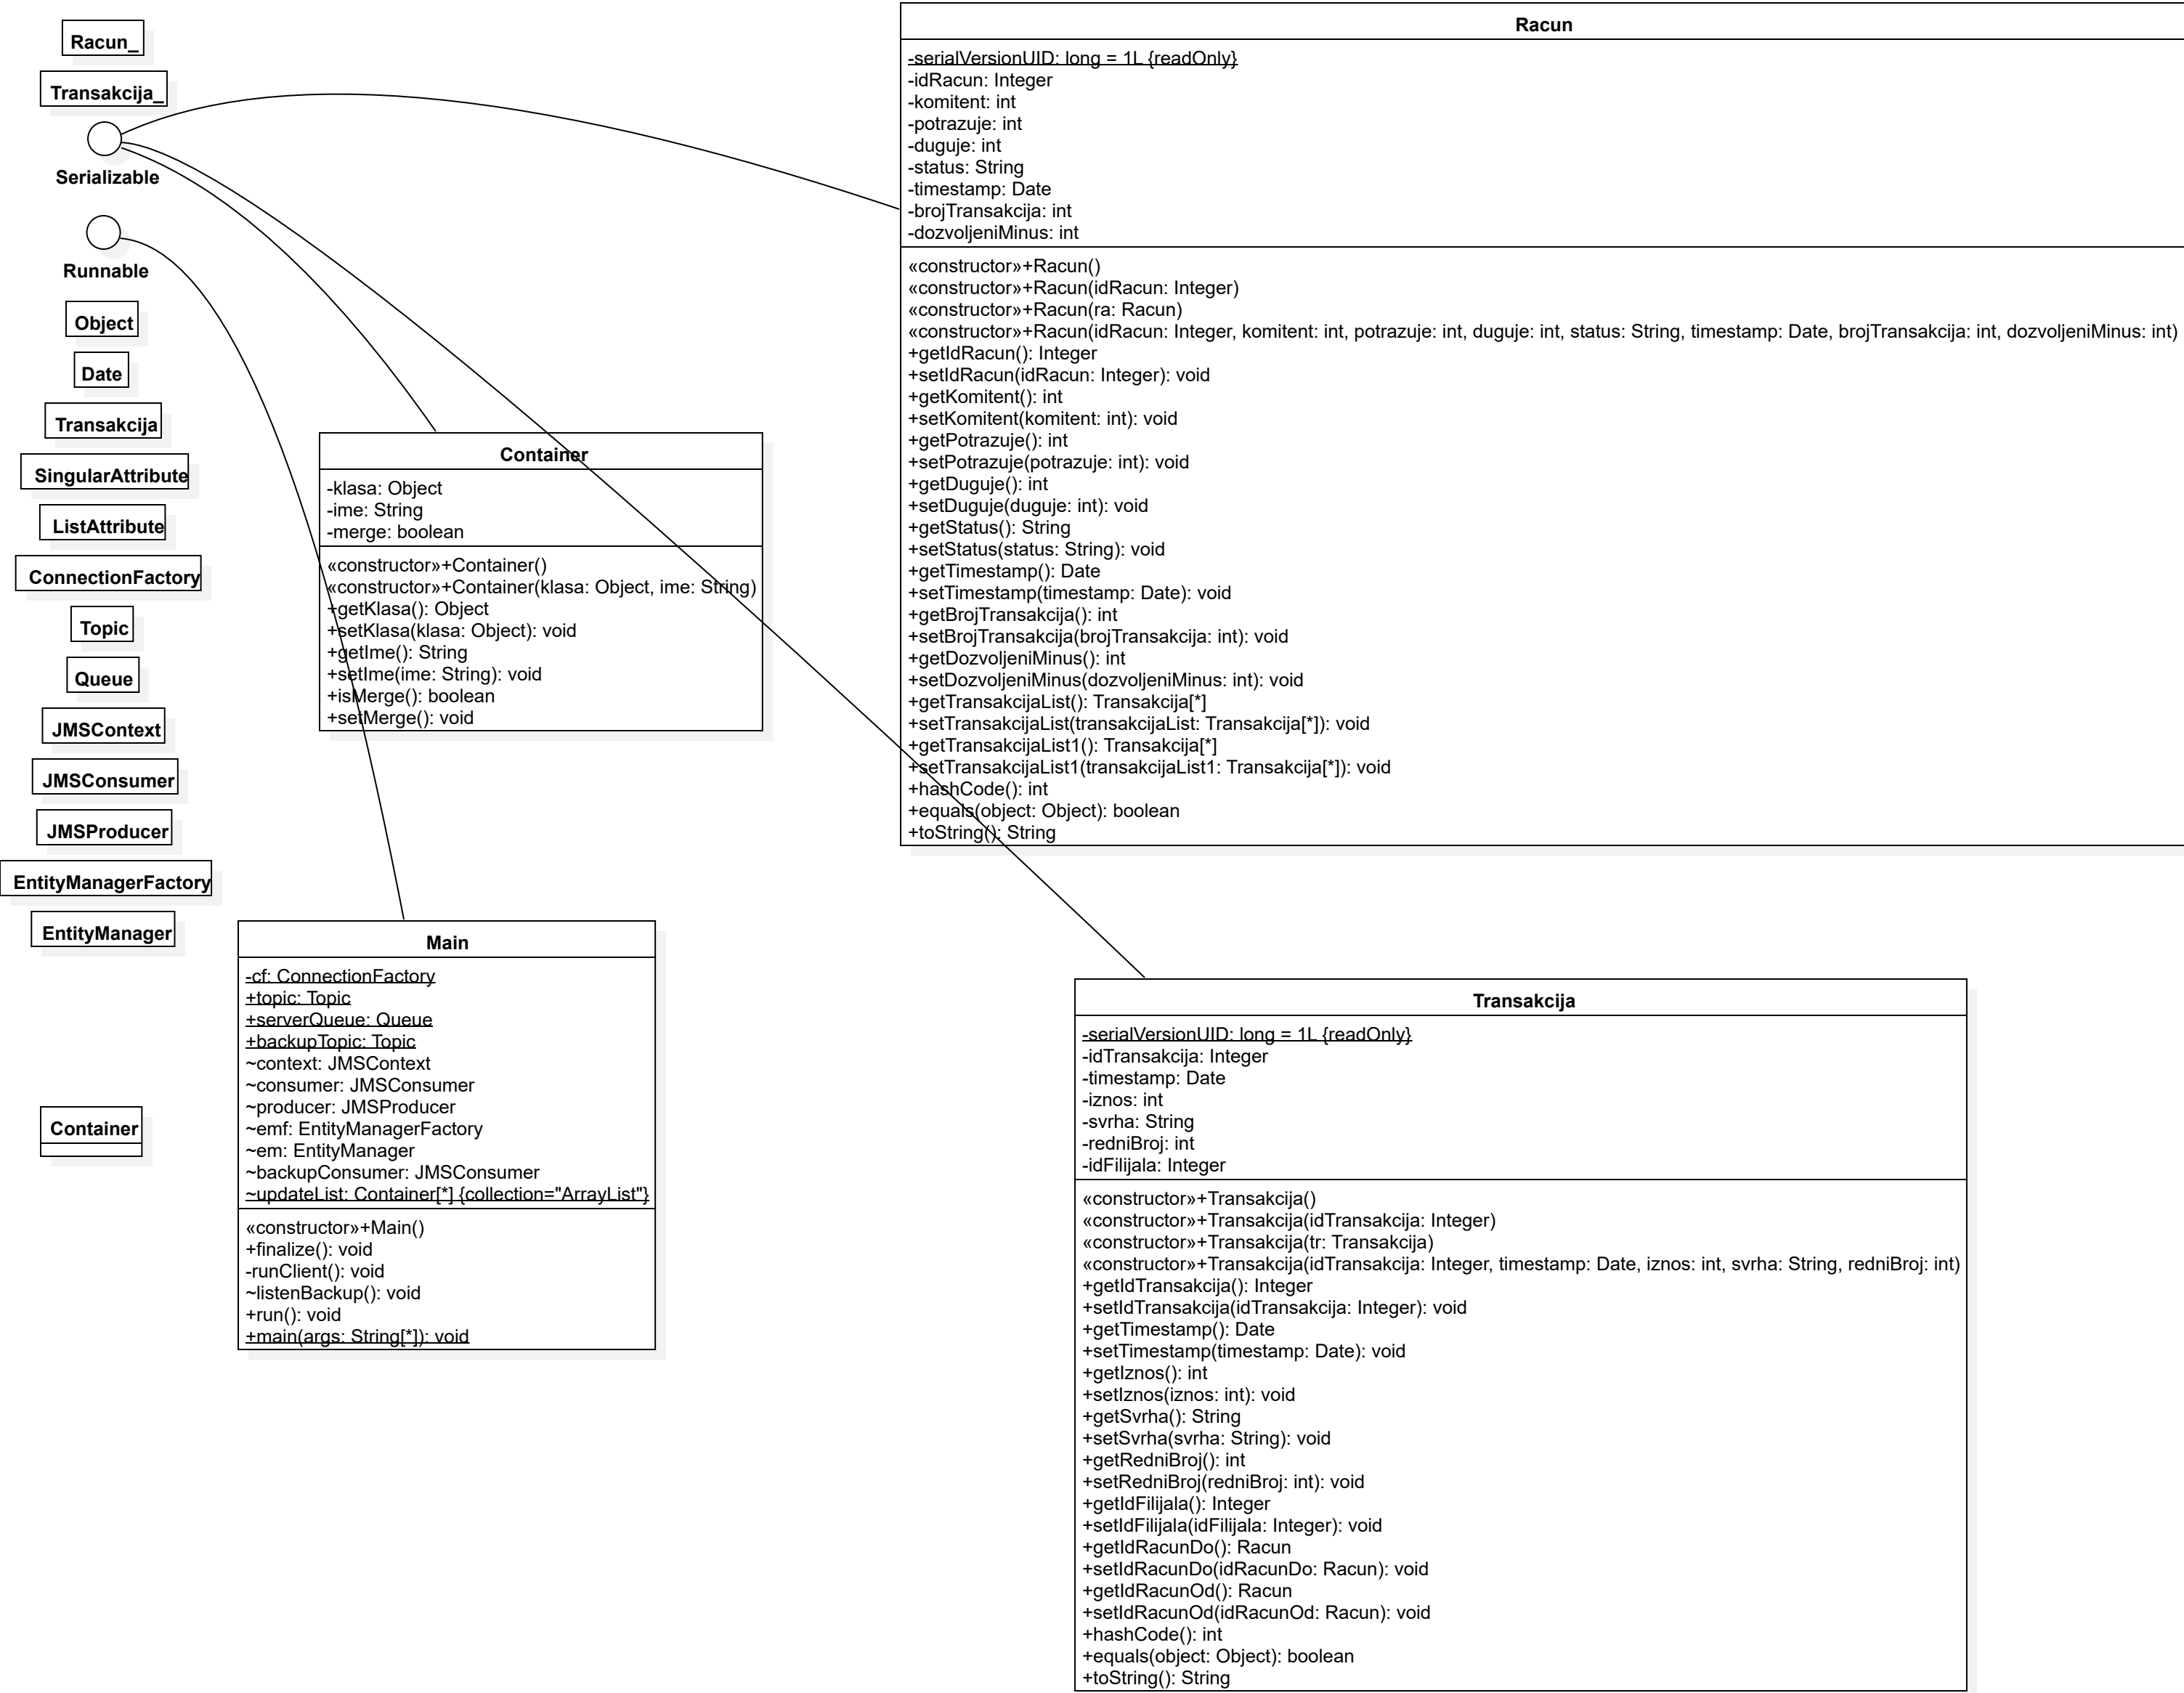 Racun_
Transakcija_
Serializable
Runnable
Object
Date
Transakcija
SingularAttribute
ListAttribute
ConnectionFactory
Topic
Queue
JMSContext
JMSConsumer
JMSProducer
EntityManagerFactory
EntityManager
Container
Container
-klasa: Object
-ime: String
-merge: boolean
«constructor»+Container()
«constructor»+Container(klasa: Object, ime: String)
+getKlasa(): Object
+setKlasa(klasa: Object): void
+getIme(): String
+setIme(ime: String): void
+isMerge(): boolean
+setMerge(): void
Main
-cf: ConnectionFactory
+topic: Topic
+serverQueue: Queue
+backupTopic: Topic
~context: JMSContext
~consumer: JMSConsumer
~producer: JMSProducer
~emf: EntityManagerFactory
~em: EntityManager
~backupConsumer: JMSConsumer
~updateList: Container[*] {collection="ArrayList"}
«constructor»+Main()
+finalize(): void
-runClient(): void
~listenBackup(): void
+run(): void
+main(args: String[*]): void
Racun
-serialVersionUID: long = 1L {readOnly}
-idRacun: Integer
-komitent: int
-potrazuje: int
-duguje: int
-status: String
-timestamp: Date
-brojTransakcija: int
-dozvoljeniMinus: int
«constructor»+Racun()
«constructor»+Racun(idRacun: Integer)
«constructor»+Racun(ra: Racun)
«constructor»+Racun(idRacun: Integer, komitent: int, potrazuje: int, duguje: int, status: String, timestamp: Date, brojTransakcija: int, dozvoljeniMinus: int)
+getIdRacun(): Integer
+setIdRacun(idRacun: Integer): void
+getKomitent(): int
+setKomitent(komitent: int): void
+getPotrazuje(): int
+setPotrazuje(potrazuje: int): void
+getDuguje(): int
+setDuguje(duguje: int): void
+getStatus(): String
+setStatus(status: String): void
+getTimestamp(): Date
+setTimestamp(timestamp: Date): void
+getBrojTransakcija(): int
+setBrojTransakcija(brojTransakcija: int): void
+getDozvoljeniMinus(): int
+setDozvoljeniMinus(dozvoljeniMinus: int): void
+getTransakcijaList(): Transakcija[*]
+setTransakcijaList(transakcijaList: Transakcija[*]): void
+getTransakcijaList1(): Transakcija[*]
+setTransakcijaList1(transakcijaList1: Transakcija[*]): void
+hashCode(): int
+equals(object: Object): boolean
+toString(): String
Transakcija
-serialVersionUID: long = 1L {readOnly}
-idTransakcija: Integer
-timestamp: Date
-iznos: int
-svrha: String
-redniBroj: int
-idFilijala: Integer
«constructor»+Transakcija()
«constructor»+Transakcija(idTransakcija: Integer)
«constructor»+Transakcija(tr: Transakcija)
«constructor»+Transakcija(idTransakcija: Integer, timestamp: Date, iznos: int, svrha: String, redniBroj: int)
+getIdTransakcija(): Integer
+setIdTransakcija(idTransakcija: Integer): void
+getTimestamp(): Date
+setTimestamp(timestamp: Date): void
+getIznos(): int
+setIznos(iznos: int): void
+getSvrha(): String
+setSvrha(svrha: String): void
+getRedniBroj(): int
+setRedniBroj(redniBroj: int): void
+getIdFilijala(): Integer
+setIdFilijala(idFilijala: Integer): void
+getIdRacunDo(): Racun
+setIdRacunDo(idRacunDo: Racun): void
+getIdRacunOd(): Racun
+setIdRacunOd(idRacunOd: Racun): void
+hashCode(): int
+equals(object: Object): boolean
+toString(): String